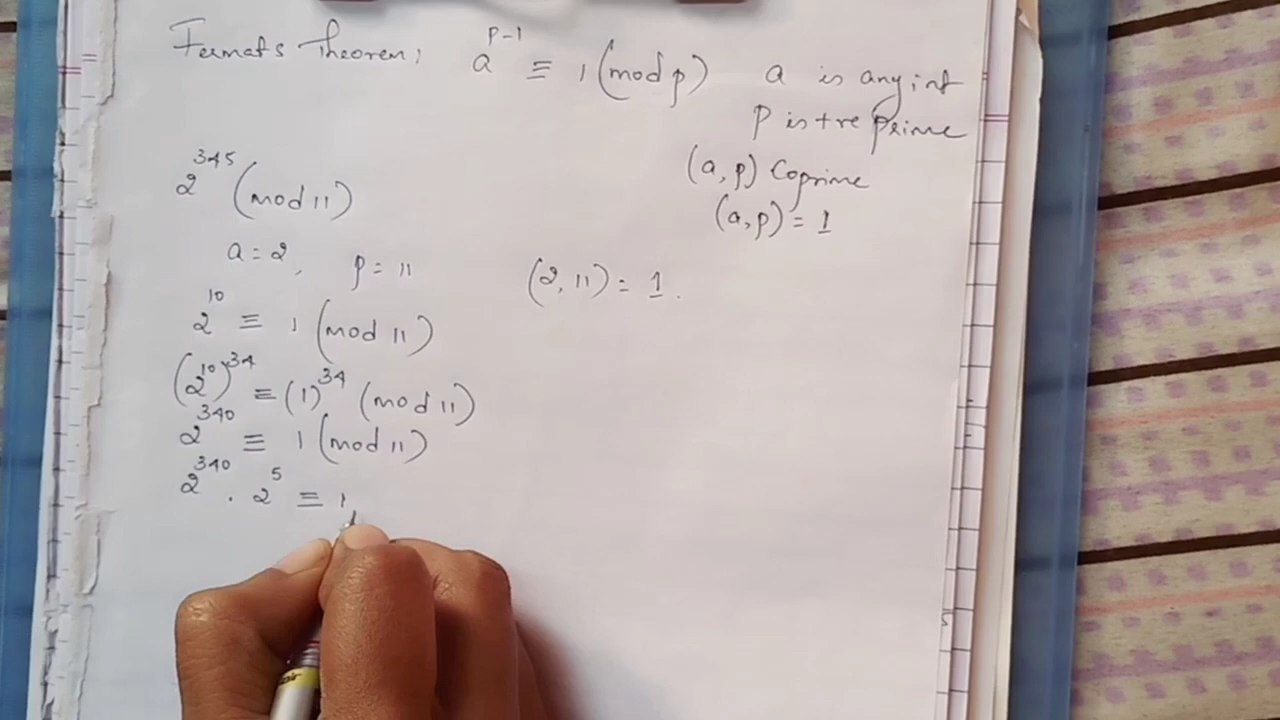 Fermat's Theorem: a^{p-1} ≡ 1 (mod p) a is any int
p is +ve prime
(a, p) Coprime
2^{345} (mod 11)
(a, p) = 1
a = 2, p = 11 (2, 11) = 1.
2^{10} ≡ 1 (mod 11)
(2^{10})^{34} ≡ (1)^{34} (mod 11)
2^{340} ≡ 1 (mod 11)
2^{340} . 2^5 ≡ 1